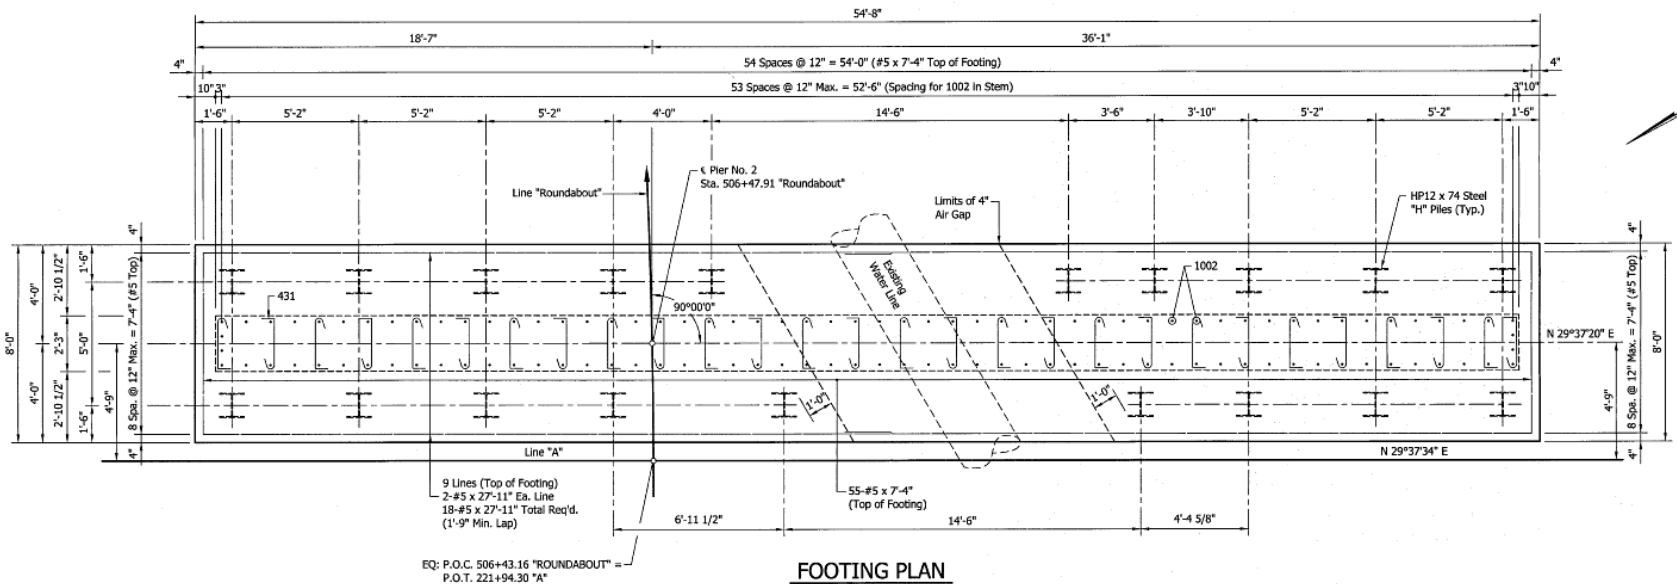 54'-8"
18'-7"
36'-1"
4"
54 Spaces @ 12" = 54'-0" (#5 x 7'-4" Top of Footing)
4"
10" 3"
53 Spaces @ 12" Max. = 52'-6" (Spacing for 1002 in Stem)
3" 10"
1'-6"
5'-2"
5'-2"
5'-2"
4'-0"
14'-6"
3'-6"
3'-10"
5'-2"
5'-2"
1'-6"
Line "Roundabout"
℄ Pier No. 2
Sta. 506+47.91 "Roundabout"
Limits of 4"
Air Gap
HP12 x 74 Steel
"H" Piles (Typ.)
Existing
Water Line
1002
431
90°00'0"
N 29°37'20" E
8'-0"
4'-0"
4'-0"
2'-10 1/2"
2'-3"
2'-10 1/2"
1'-6"
5'-0"
1'-6"
4'-9"
4"
8 Spa. @ 12" Max. = 7'-4" (#5 Top)
4"
1'-0"
1'-0"
4"
8 Spa. @ 12" Max. = 7'-4" (#5 Top)
4"
4'-9"
8'-0"
Line "A"
N 29°37'34" E
9 Lines (Top of Footing)
2-#5 x 27'-11" Ea. Line
18-#5 x 27'-11" Total Req'd.
(1'-9" Min. Lap)
55-#5 x 7'-4"
(Top of Footing)
6'-11 1/2"
14'-6"
4'-4 5/8"
EQ: P.O.C. 506+43.16 "ROUNDABOUT" =
P.O.T. 221+94.30 "A"
FOOTING PLAN